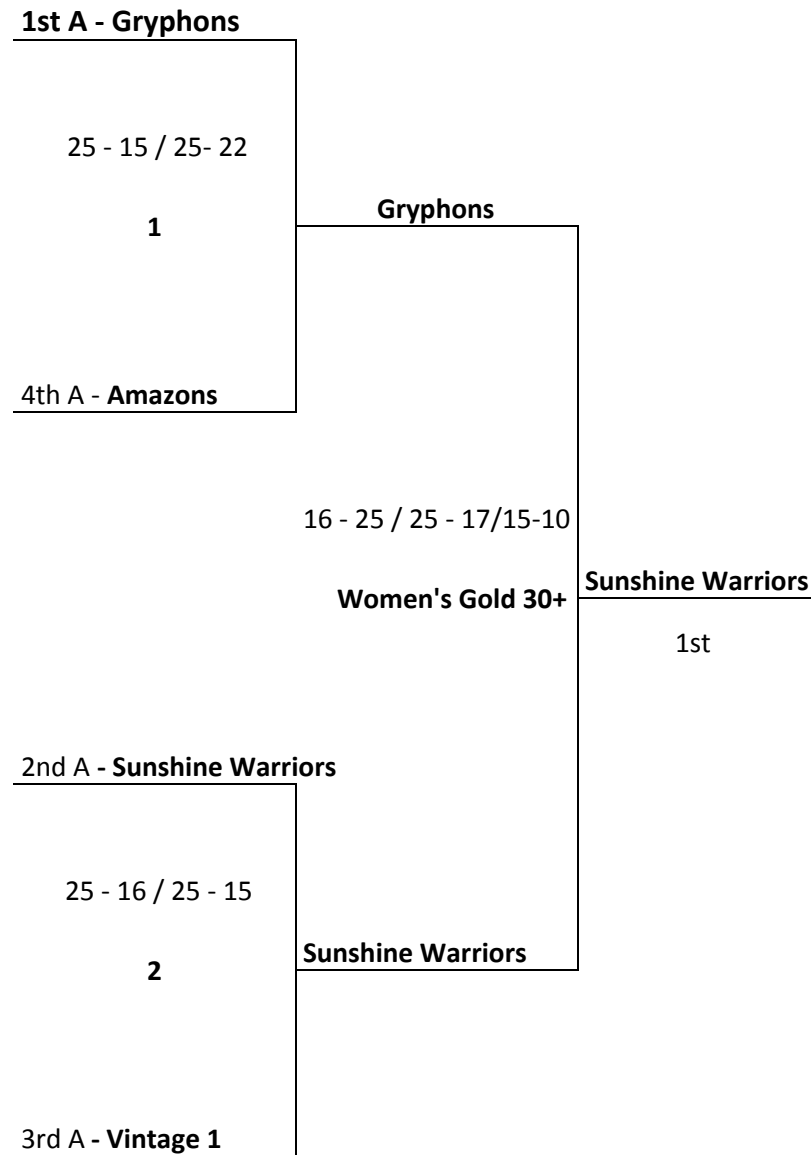 1st A - Gryphons
25 - 15 / 25- 22
Gryphons
1
4th A - Amazons
16 - 25 / 25 - 17/15-10
Sunshine Warriors
Women's Gold 30+
1st
2nd A - Sunshine Warriors
25 - 16 / 25 - 15
Sunshine Warriors
2
3rd A - Vintage 1